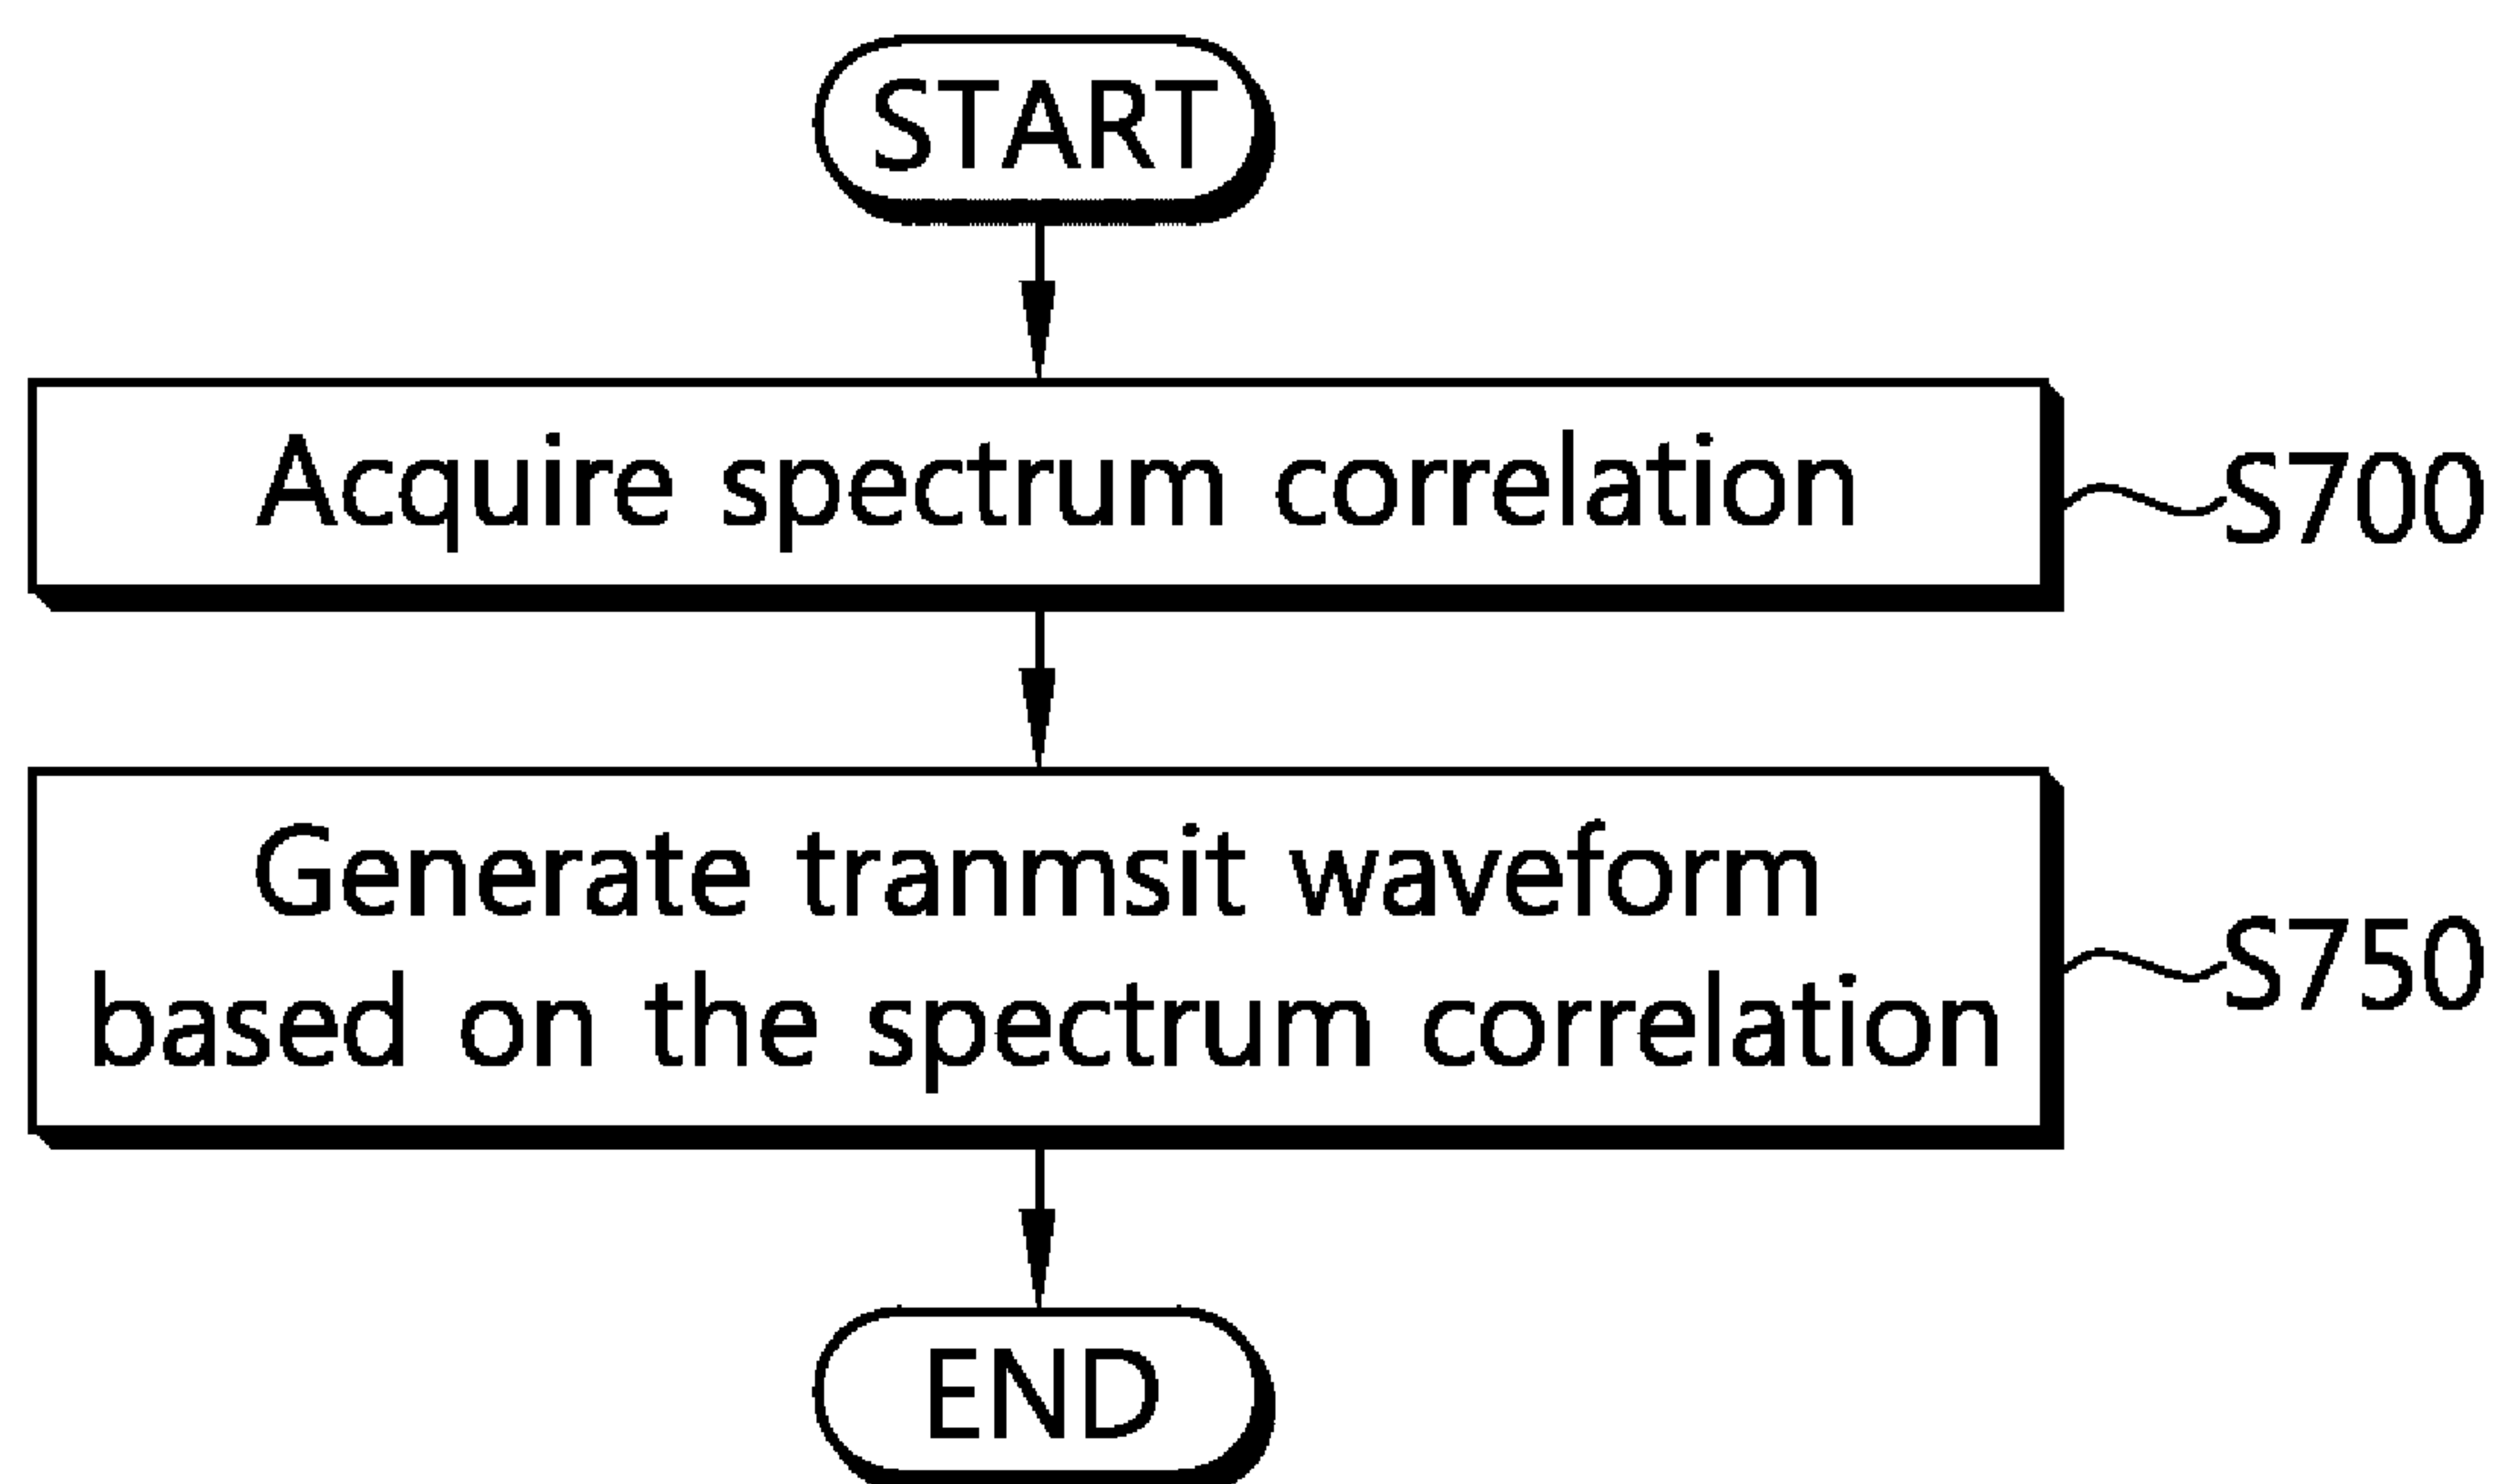 START
Acquire spectrum correlation
S700
Generate tranmsit waveform
based on the spectrum correlation
S750
END